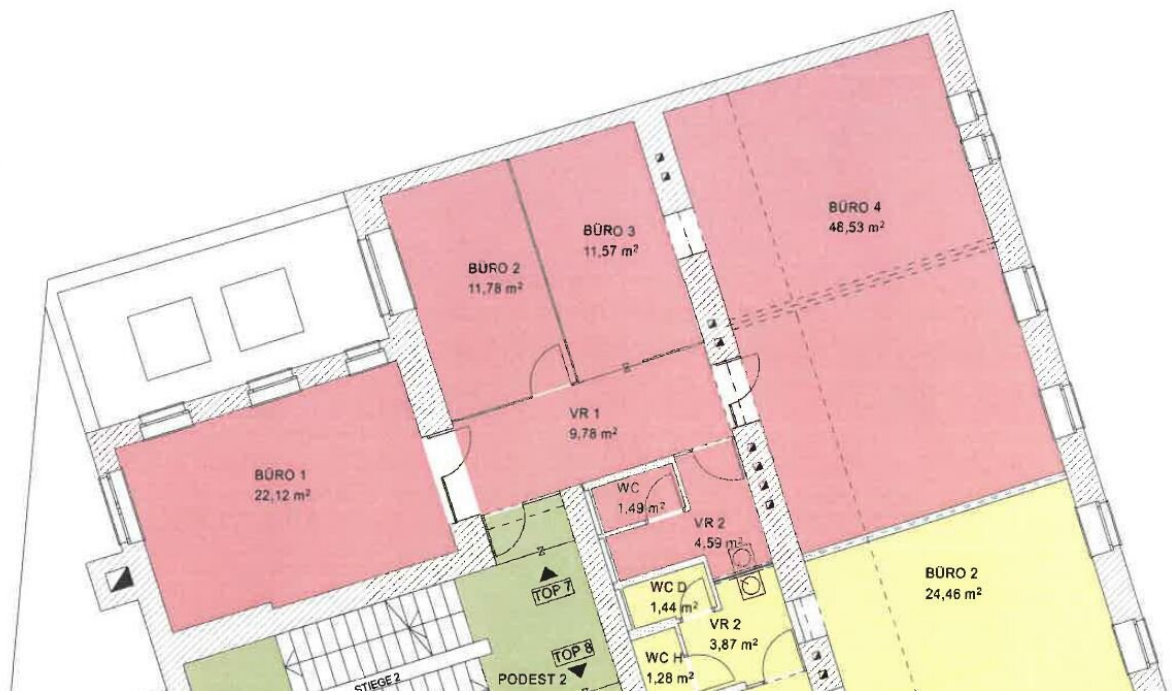 BÜRO 4
48,53 m²
BÜRO 3
11,57 m²
BÜRO 2
11,78 m²
VR 1
9,78 m²
BÜRO 1
22,12 m²
WC
1,49 m²
VR 2
4,59 m²
BÜRO 2
24,46 m²
TOP 7
WC D
1,44 m²
VR 2
3,87 m²
TOP 8
WC H
1,28 m²
PODEST 2
STIEGE 2